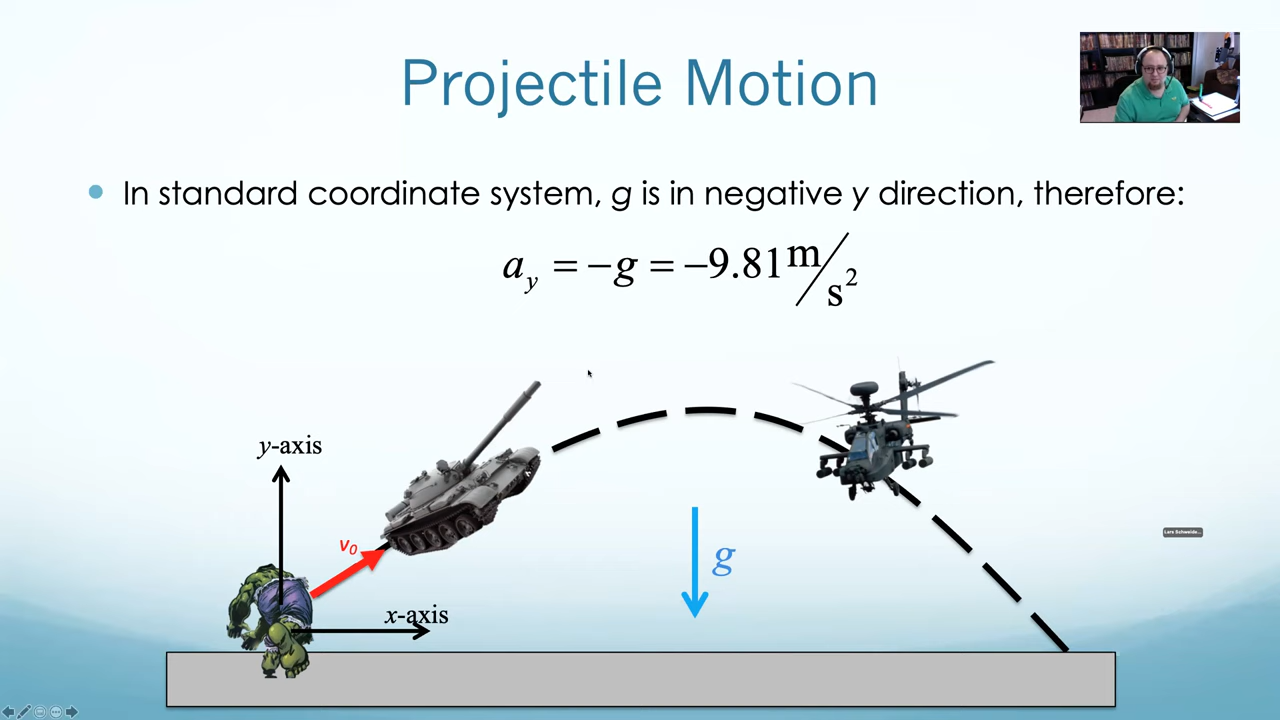 Projectile Motion
• In standard coordinate system, g is in negative y direction, therefore:
a_y = −g = −9.81 m/s²
y-axis
v₀
g
x-axis
Lars Schweide...